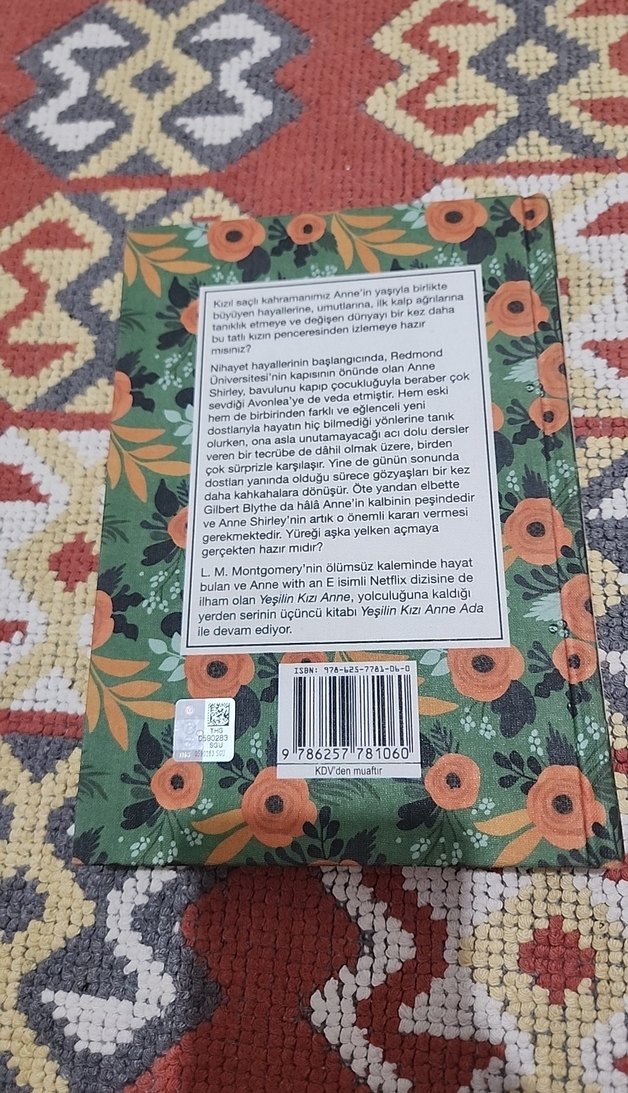 Kızıl saçlı kahramanımız Anne'in yaşıyla birlikte
büyüyen hayallerine, umutlarına, ilk kalp ağrılarına
tanıklık etmeye ve değişen dünyayı bir kez daha
bu tatlı kızın penceresinden izlemeye hazır
mısınız?
Nihayet hayallerinin başlangıcında, Redmond
Üniversitesi'nin kapısının önünde olan Anne
Shirley, bavulunu kapıp çocukluğuyla beraber çok
sevdiği Avonlea'ye de veda etmiştir. Hem eski
hem de birbirinden farklı ve eğlenceli yeni
dostlarıyla hayatın hiç bilmediği yönlerine tanık
olurken, ona asla unutamayacağı acı dolu dersler
veren bir tecrübe de dâhil olmak üzere, birden
çok sürprizle karşılaşır. Yine de günün sonunda
dostları yanında olduğu sürece gözyaşları bir kez
daha kahkahalara dönüşür. Öte yandan elbette
Gilbert Blythe da hâlâ Anne'in kalbinin peşindedir
ve Anne Shirley'nin artık o önemli kararı vermesi
gerekmektedir. Yüreği aşka yelken açmaya
gerçekten hazır mıdır?
L. M. Montgomery'nin ölümsüz kaleminde hayat
bulan ve Anne with an E isimli Netflix dizisine de
ilham olan Yeşilin Kızı Anne, yolculuğuna kaldığı
yerden serinin üçüncü kitabı Yeşilin Kızı Anne Ada
ile devam ediyor.
ISBN: 978-625-7781-06-0
9 786257 781060
KDV'den muaftır
THG
0590283
SGU